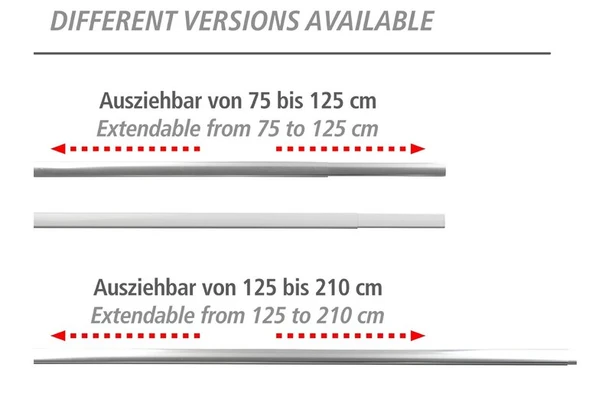 DIFFERENT VERSIONS AVAILABLE
Ausziehbar von 75 bis 125 cm
Extendable from 75 to 125 cm
Ausziehbar von 125 bis 210 cm
Extendable from 125 to 210 cm